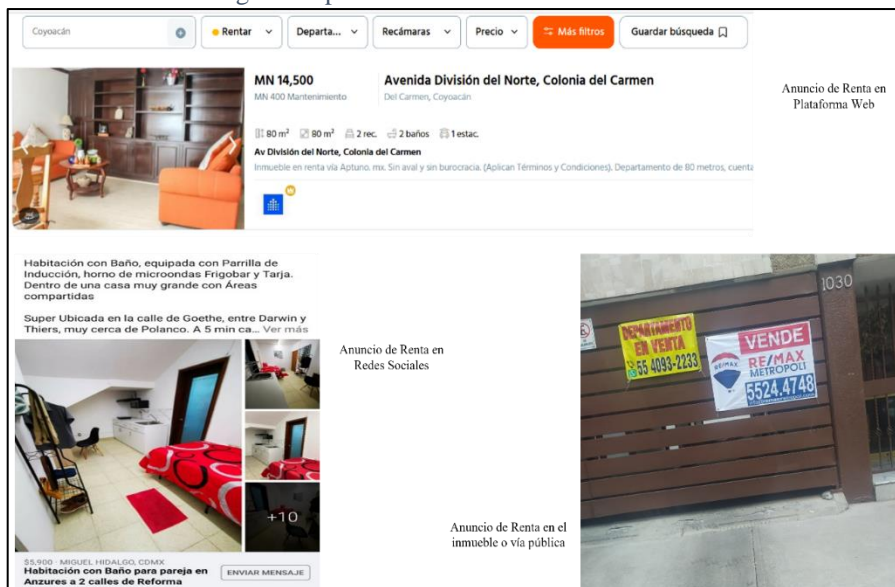 Coyoacán
Rentar
Departa...
Recámaras
Precio
Más filtros
Guardar búsqueda
MN 14,500
MN 400 Mantenimiento
Avenida División del Norte, Colonia del Carmen
Del Carmen, Coyoacán
80 m² 80 m² 2 rec. 2 baños 1 estac.
Av División del Norte, Colonia del Carmen
Inmueble en renta vía Aptuno. mx. Sin aval y sin burocracia. (Aplican Términos y Condiciones). Departamento de 80 metros, cuenta
Anuncio de Renta en
Plataforma Web
Habitación con Baño, equipada con Parrilla de
Inducción, horno de microondas Frigobar y Tarja.
Dentro de una casa muy grande con Áreas
compartidas
Super Ubicada en la calle de Goethe, entre Darwin y
Thiers, muy cerca de Polanco. A 5 min ca... Ver más
+10
$5,900 · MIGUEL HIDALGO, CDMX
Habitación con Baño para pareja en
Anzures a 2 calles de Reforma
ENVIAR MENSAJE
Anuncio de Renta en
Redes Sociales
Anuncio de Renta en el
inmueble o vía pública
1030
DEPARTAMENTO
EN VENTA
55 4093-2233
VENDE
RE/MAX
RE/MAX
METROPOLI
5524.4748